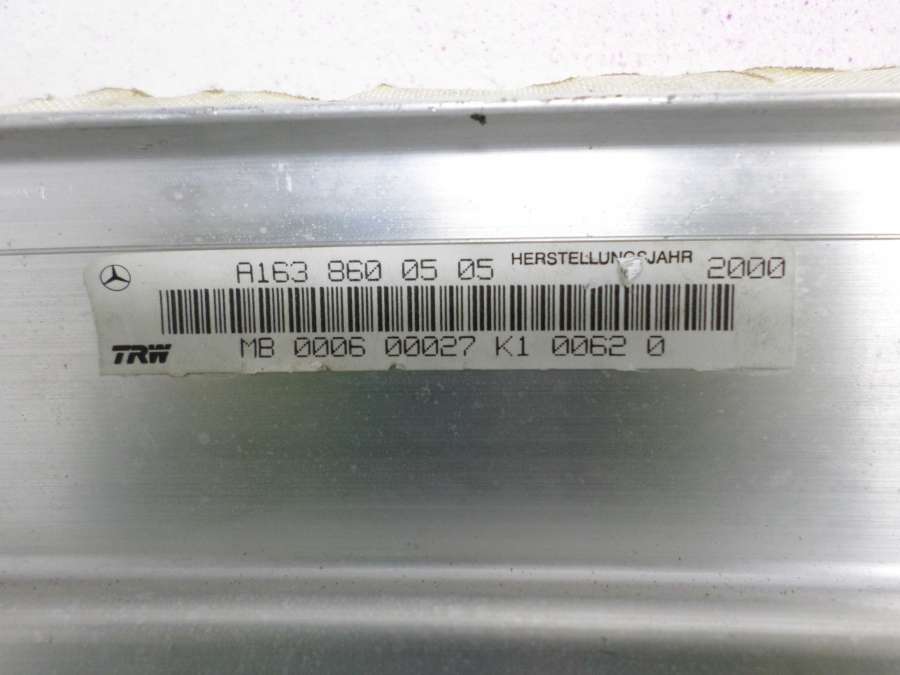 A163 860 05 05 HERSTELLUNGSJAHR 2000
TRW MB 0006 00027 K1 0062 0